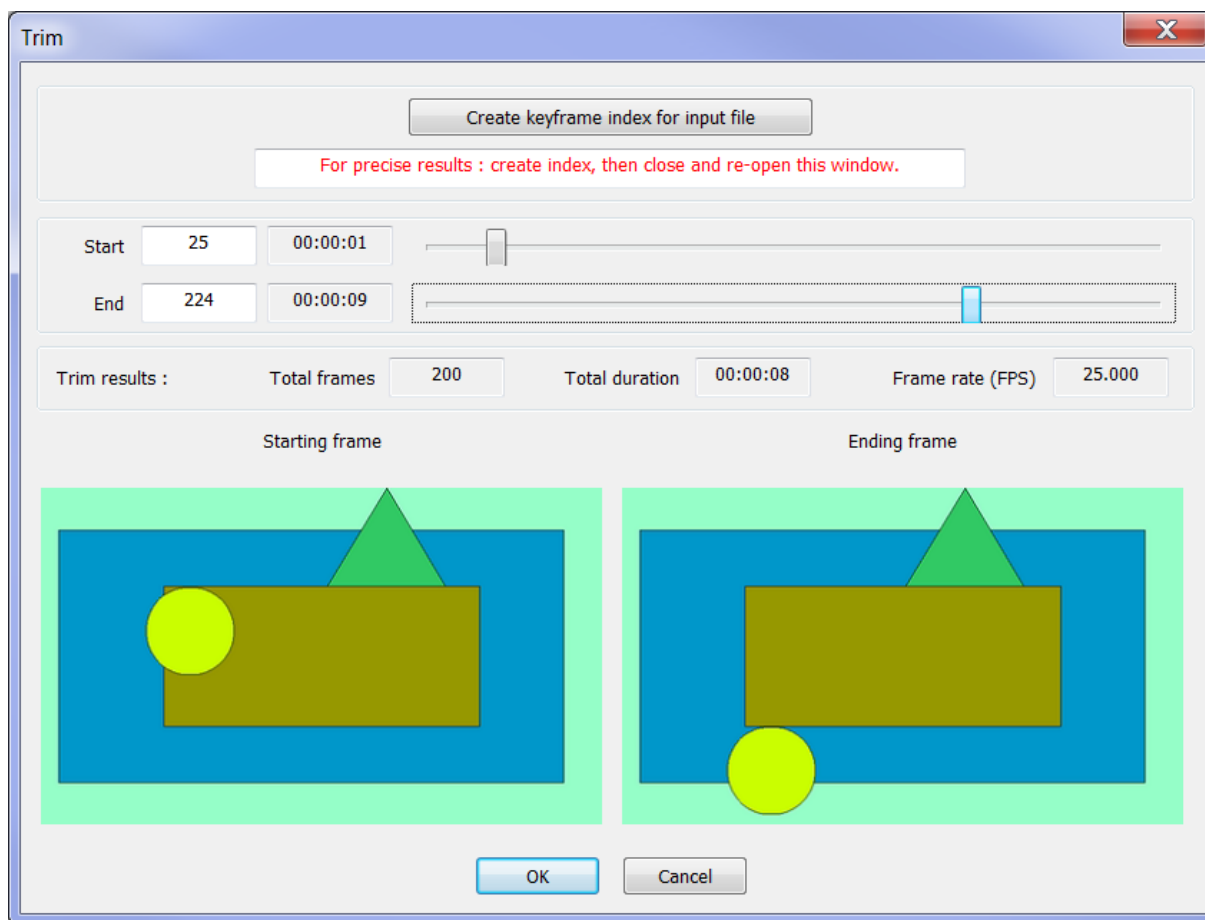 Trim
Create keyframe index for input file
For precise results : create index, then close and re-open this window.
Start 25 00:00:01
End 224 00:00:09
Trim results : Total frames 200 Total duration 00:00:08 Frame rate (FPS) 25.000
Starting frame Ending frame
OK Cancel